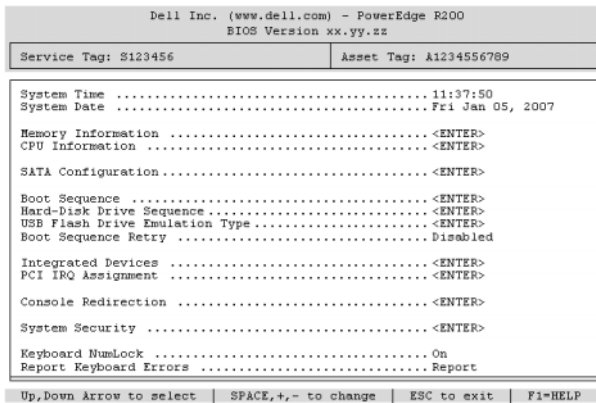 Dell Inc. (www.dell.com) - PowerEdge R200
BIOS Version xx.yy.zz
Service Tag: S123456 Asset Tag: A1234556789
System Time ........................................ 11:37:50
System Date ........................................ Fri Jan 05, 2007
Memory Information ................................. <ENTER>
CPU Information .................................... <ENTER>
SATA Configuration.................................. <ENTER>
Boot Sequence ...................................... <ENTER>
Hard-Disk Drive Sequence............................ <ENTER>
USB Flash Drive Emulation Type...................... <ENTER>
Boot Sequence Retry ................................ Disabled
Integrated Devices ................................. <ENTER>
PCI IRQ Assignment ................................. <ENTER>
Console Redirection ................................ <ENTER>
System Security .................................... <ENTER>
Keyboard NumLock ................................... On
Report Keyboard Errors ............................. Report
Up,Down Arrow to select SPACE,+,- to change ESC to exit F1=HELP